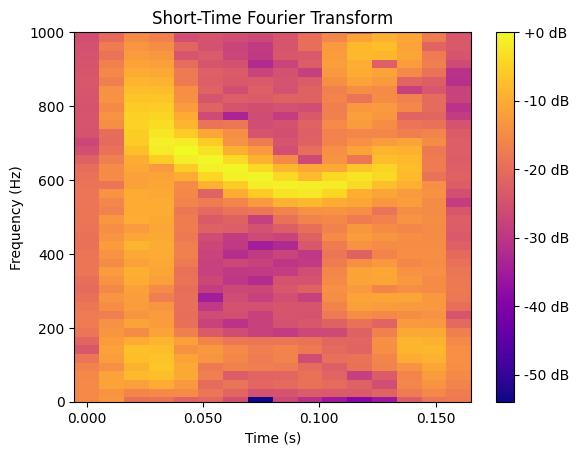 Short-Time Fourier Transform
Frequency (Hz)
1000
800
600
400
200
0
0.000
0.050
0.100
0.150
Time (s)
+0 dB
-10 dB
-20 dB
-30 dB
-40 dB
-50 dB